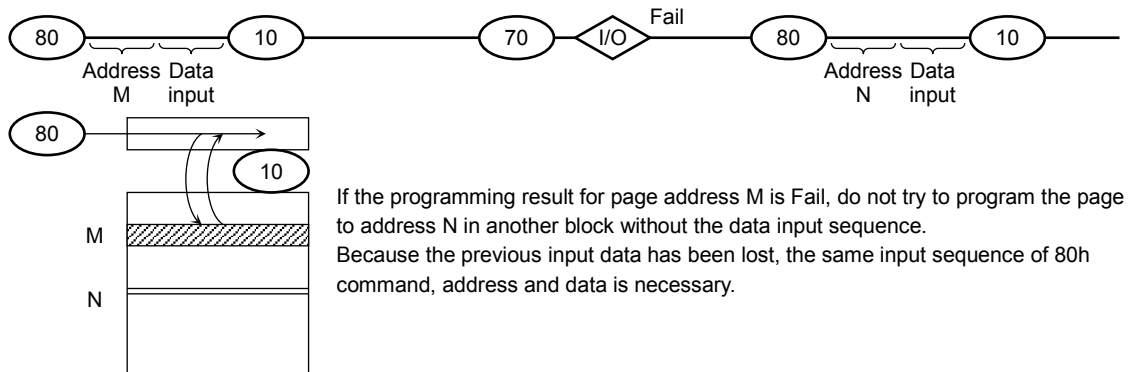 Fail
80
10
70
I/O
80
10
Address Data
M input
Address Data
N input
80
10
If the programming result for page address M is Fail, do not try to program the page
to address N in another block without the data input sequence.
Because the previous input data has been lost, the same input sequence of 80h
command, address and data is necessary.
M
N